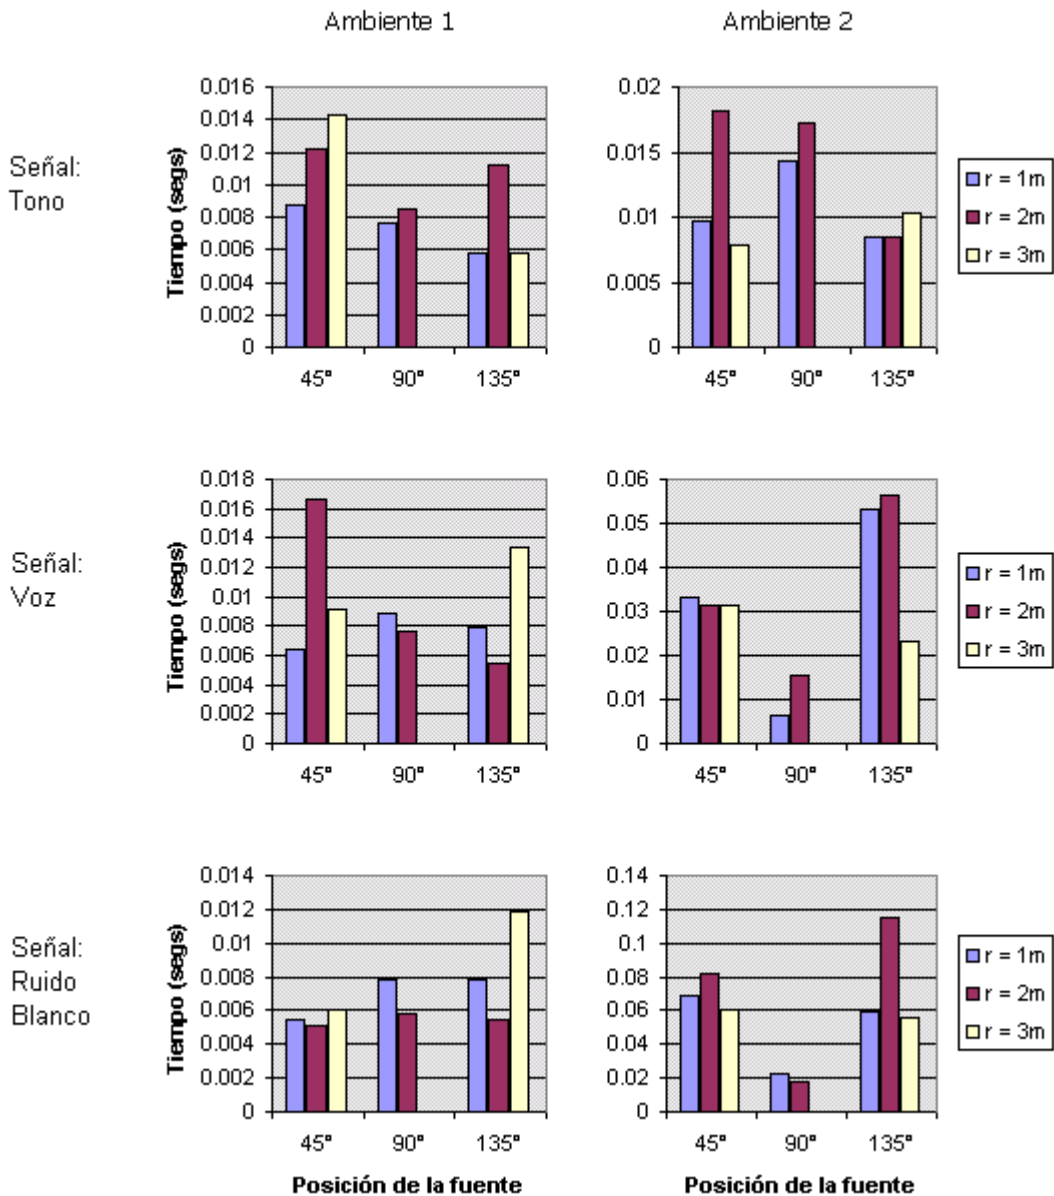 Ambiente 1
Ambiente 2
Señal:
Tono
Tiempo (segs)
0.016
0.014
0.012
0.01
0.008
0.006
0.004
0.002
0
45°
90°
135°
0.02
0.015
0.01
0.005
0
45°
90°
135°
r = 1m
r = 2m
r = 3m
Señal:
Voz
Tiempo (segs)
0.018
0.016
0.014
0.012
0.01
0.008
0.006
0.004
0.002
0
45°
90°
135°
0.06
0.05
0.04
0.03
0.02
0.01
0
45°
90°
135°
r = 1m
r = 2m
r = 3m
Señal:
Ruido
Blanco
Tiempo (segs)
0.014
0.012
0.01
0.008
0.006
0.004
0.002
0
45°
90°
135°
Posición de la fuente
0.14
0.12
0.1
0.08
0.06
0.04
0.02
0
45°
90°
135°
Posición de la fuente
r = 1m
r = 2m
r = 3m